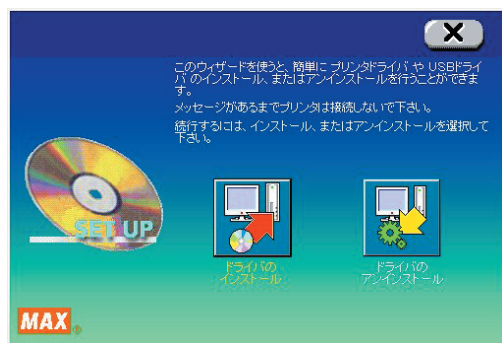 このウィザードを使うと、簡単に プリンタドライバ や USBドライ
バ のインストール、またはアンインストールを行うことができま
す。
メッセージがあるまでプリンタは接続しないで下さい。
続行するには、インストール、またはアンインストールを選択して
下さい。
SET UP
ドライバの
インストール
ドライバの
アンインストール
MAX®